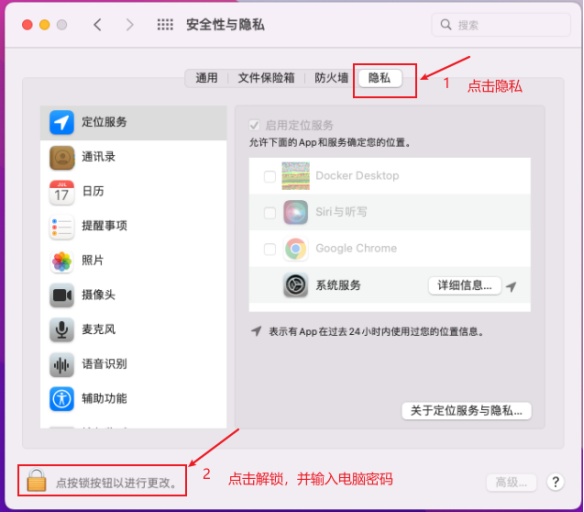 安全性与隐私
搜索
通用
文件保险箱
防火墙
隐私
1 点击隐私
定位服务
通讯录
JUL
17
日历
提醒事项
照片
摄像头
麦克风
语音识别
辅助功能
启用定位服务
允许下面的App和服务确定您的位置。
Docker Desktop
Siri与听写
Google Chrome
系统服务
详细信息...
表示有App在过去24小时内使用过您的位置信息。
关于定位服务与隐私...
点按锁按钮以进行更改。
2 点击解锁，并输入电脑密码
高级...
?